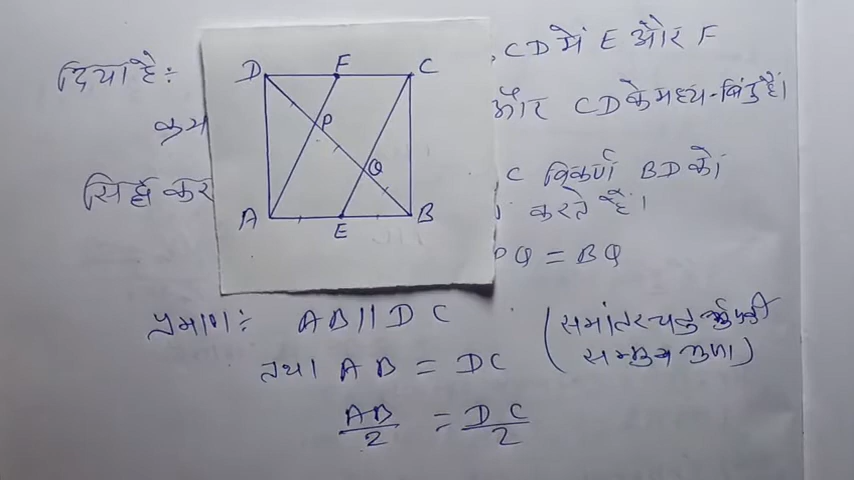 दिया है :
, CD में E और F
और CD के मध्य-बिंदु हैं।
सिद्ध कर
C विकर्ण BD को
करते हैं।
PQ = BQ
D F C
P
Q
A E B
प्रमाण :- AB || DC (समांतर चतुर्भुज की
सम्मुख भुजा)
तथा AB = DC
AB/2 = DC/2